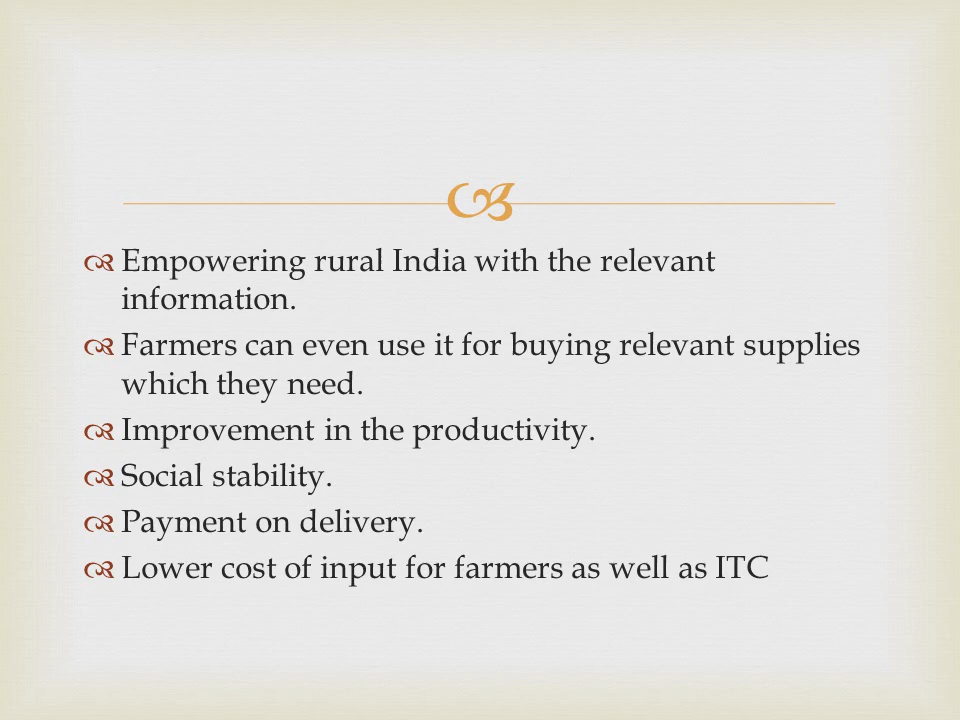 Empowering rural India with the relevant
information.
Farmers can even use it for buying relevant supplies
which they need.
Improvement in the productivity.
Social stability.
Payment on delivery.
Lower cost of input for farmers as well as ITC